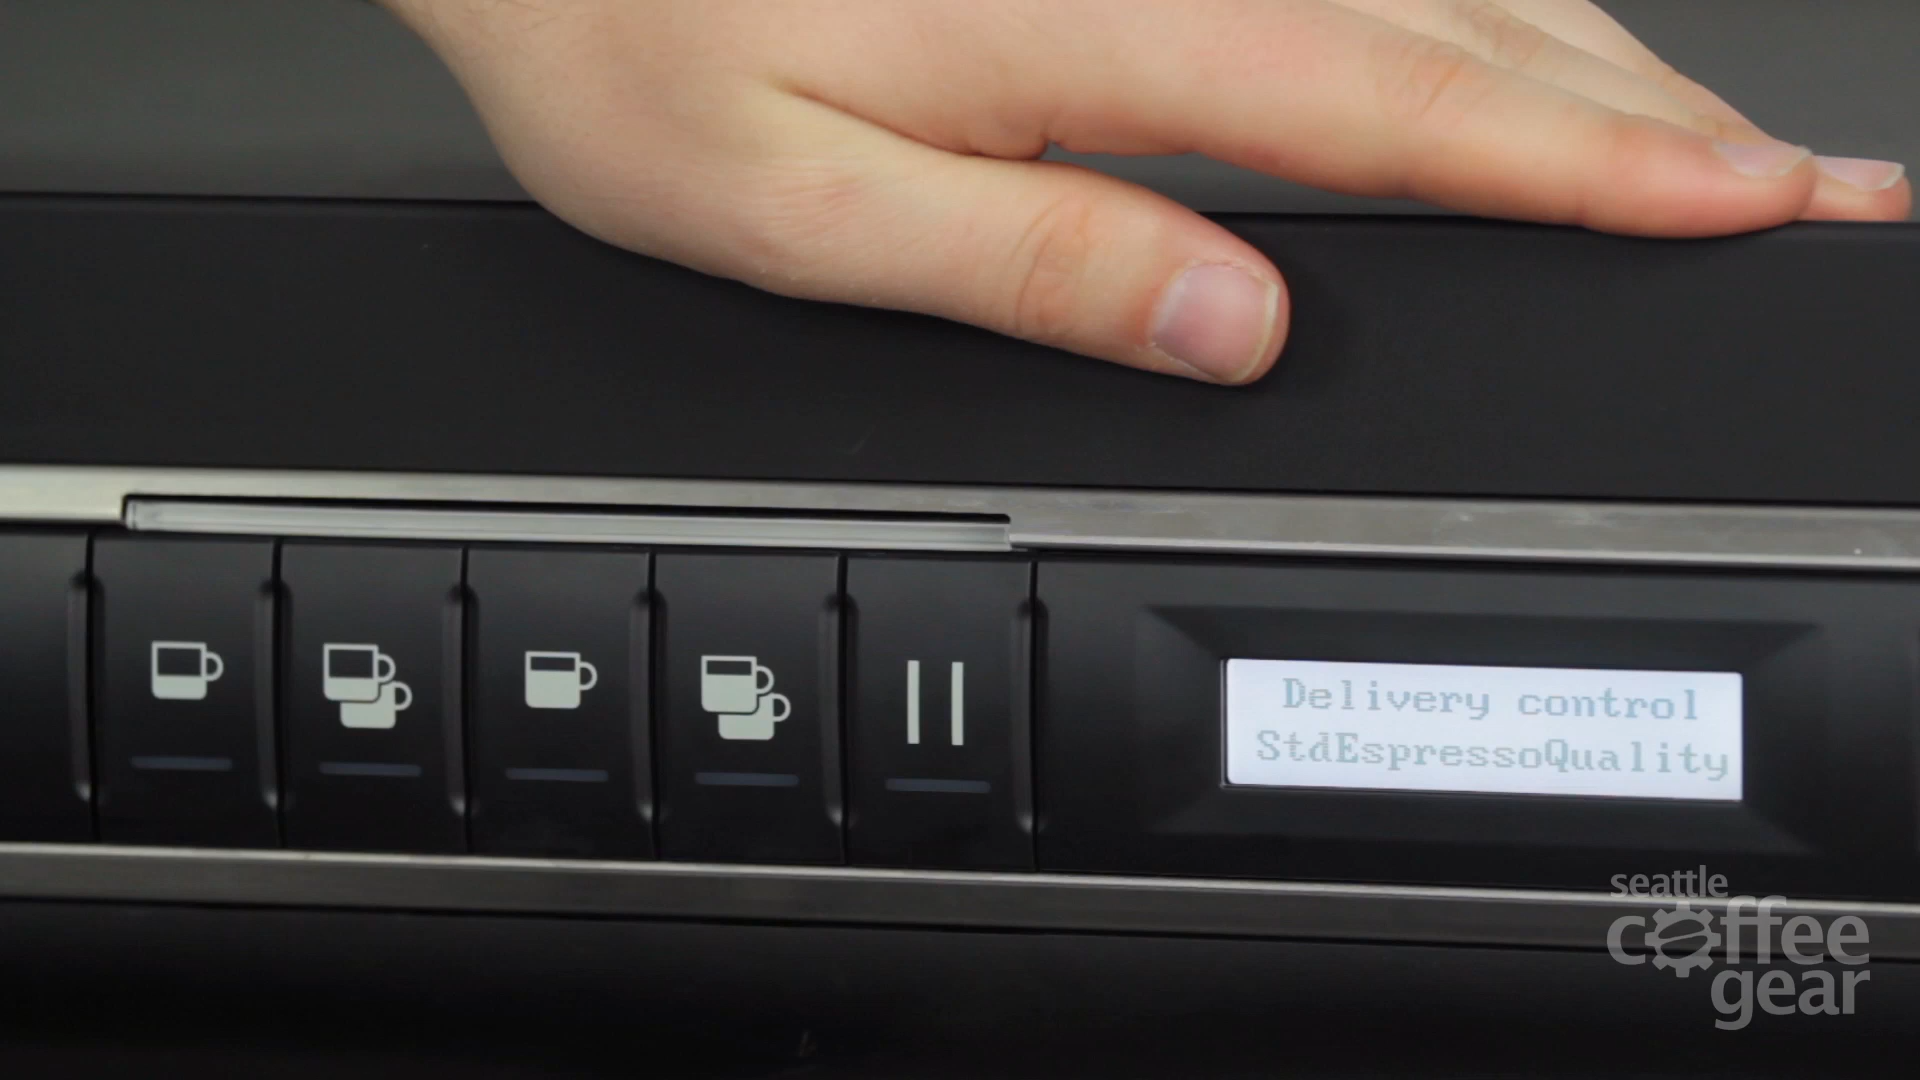 Delivery control
StdEspressoQuality
seattle
coffee
gear